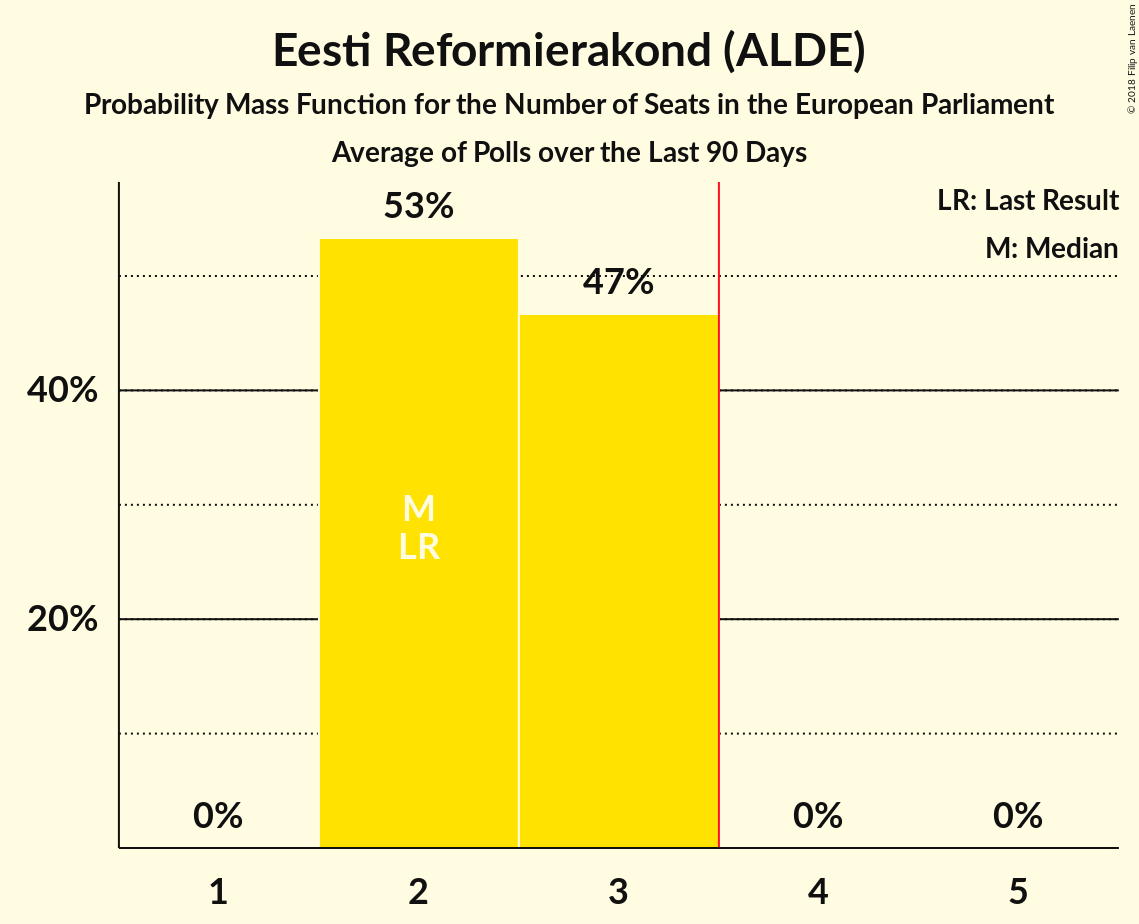 Eesti Reformierakond (ALDE)
Probability Mass Function for the Number of Seats in the European Parliament
Average of Polls over the Last 90 Days
© 2018 Filip van Laenen
LR: Last Result
M: Median
53%
47%
40%
M
LR
20%
0%
0%
0%
1
2
3
4
5